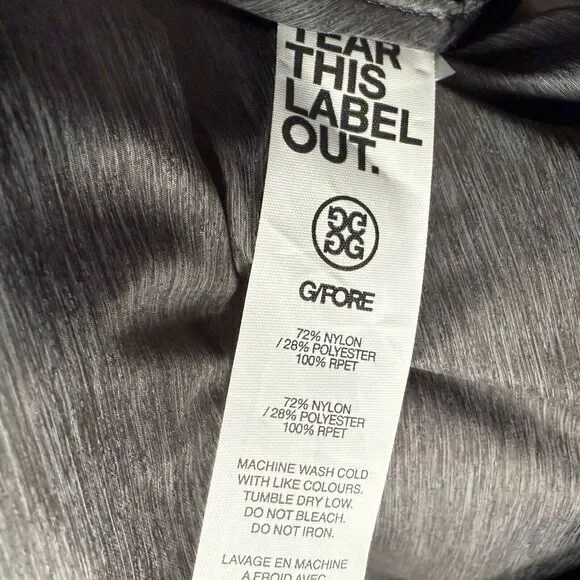 TEAR
THIS
LABEL
OUT.
G/FORE
72% NYLON
/ 28% POLYESTER
100% RPET
72% NYLON
/ 28% POLYESTER
100% RPET
MACHINE WASH COLD
WITH LIKE COLOURS.
TUMBLE DRY LOW.
DO NOT BLEACH.
DO NOT IRON.
LAVAGE EN MACHINE
A FROID AVEC